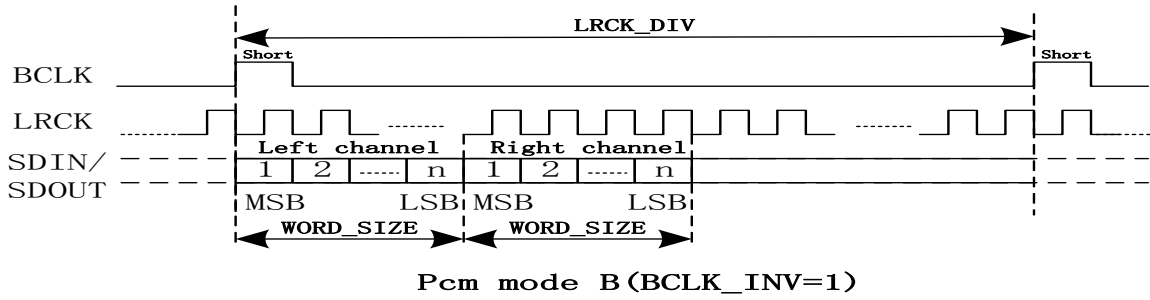 LRCK_DIV
Short Short
BCLK
LRCK
Left channel Right channel
SDIN/
SDOUT
1 2 n 1 2 n
MSB LSB MSB LSB
WORD_SIZE WORD_SIZE
Pcm mode B(BCLK_INV=1)